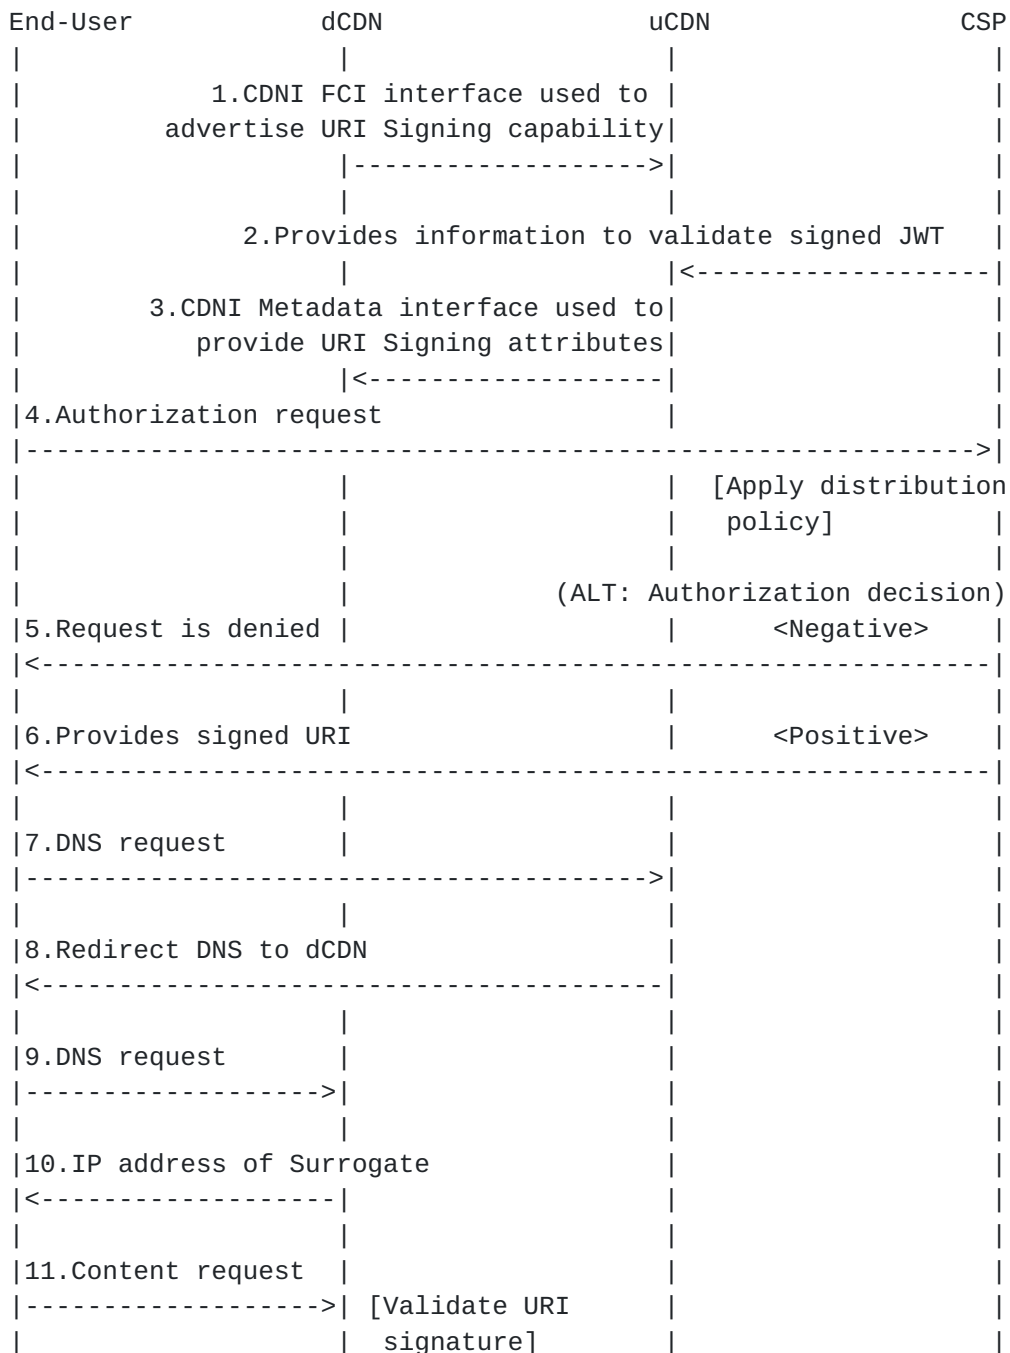 End-User            dCDN                 uCDN                CSP
|                    |                    |                    |
|            1.CDNI FCI interface used to |                    |
|         advertise URI Signing capability|                    |
|                    |------------------->|                    |
|                    |                    |                    |
|              2.Provides information to validate signed JWT   |
|                    |                    |<-------------------|
|        3.CDNI Metadata interface used to|                    |
|           provide URI Signing attributes|                    |
|                    |<-------------------|                    |
|4.Authorization request                  |                    |
|------------------------------------------------------------->|
|                    |                    |  [Apply distribution
|                    |                    |   policy]          |
|                    |                    |                    |
|                    |             (ALT: Authorization decision)
|5.Request is denied |                    |      <Negative>    |
|<-------------------------------------------------------------|
|                    |                    |                    |
|6.Provides signed URI                    |      <Positive>    |
|<-------------------------------------------------------------|
|                    |                    |                    |
|7.DNS request       |                    |                    |
|---------------------------------------->|                    |
|                    |                    |                    |
|8.Redirect DNS to dCDN                   |                    |
|<----------------------------------------|                    |
|                    |                    |                    |
|9.DNS request       |                    |                    |
|------------------->|                    |                    |
|                    |                    |                    |
|10.IP address of Surrogate               |                    |
|<-------------------|                    |                    |
|                    |                    |                    |
|11.Content request  |                    |                    |
|------------------->| [Validate URI      |                    |
|                    |  signature]        |                    |